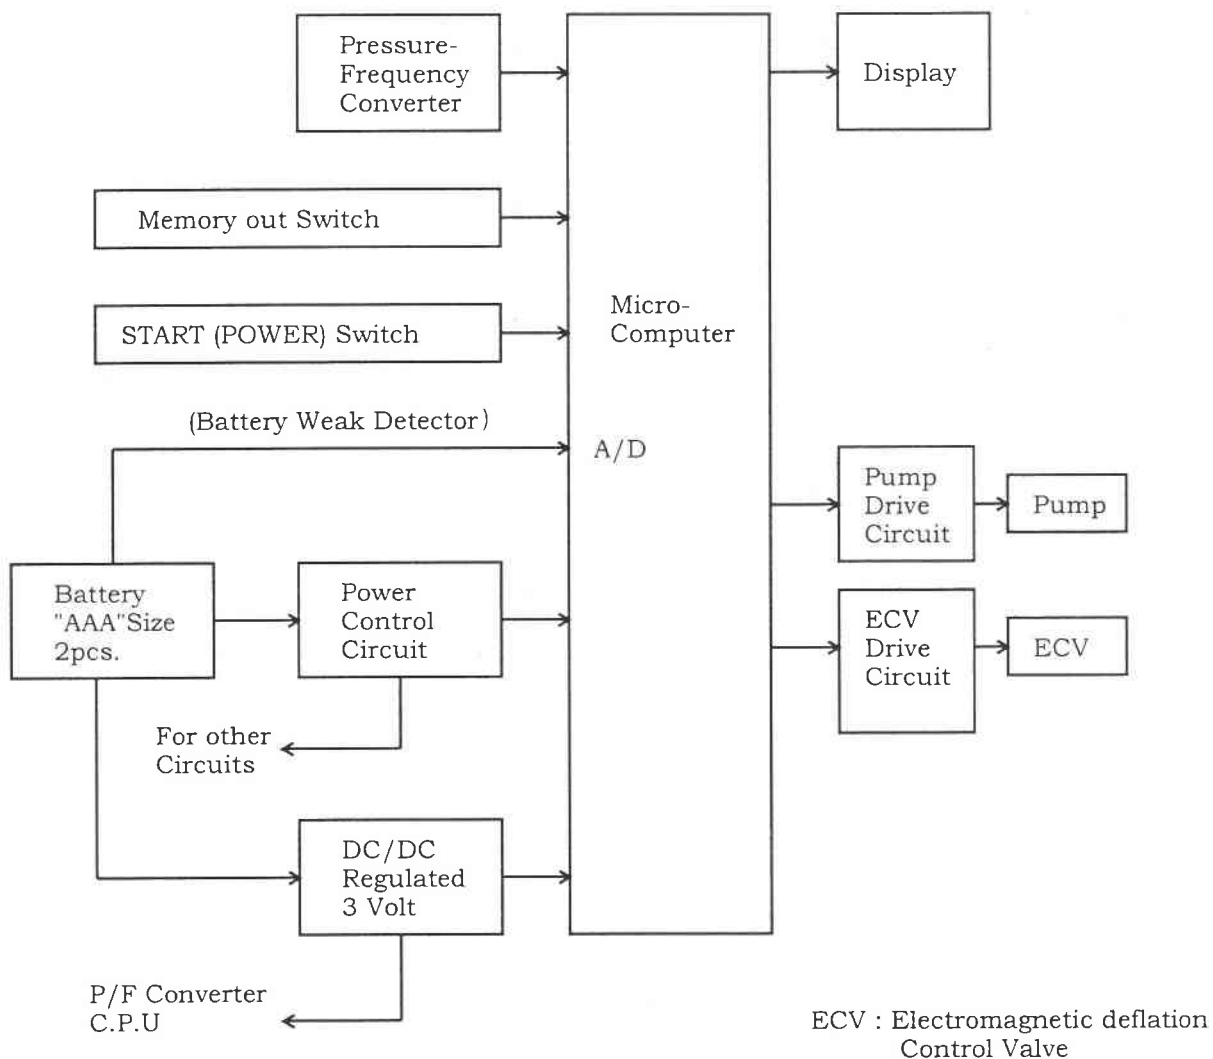 Pressure-
Frequency
Converter
Display
Memory out Switch
START (POWER) Switch
Micro-
Computer
(Battery Weak Detector)
A/D
Pump
Drive
Circuit
Pump
Battery
"AAA"Size
2pcs.
Power
Control
Circuit
ECV
Drive
Circuit
ECV
For other
Circuits
DC/DC
Regulated
3 Volt
P/F Converter
C.P.U
ECV : Electromagnetic deflation
Control Valve